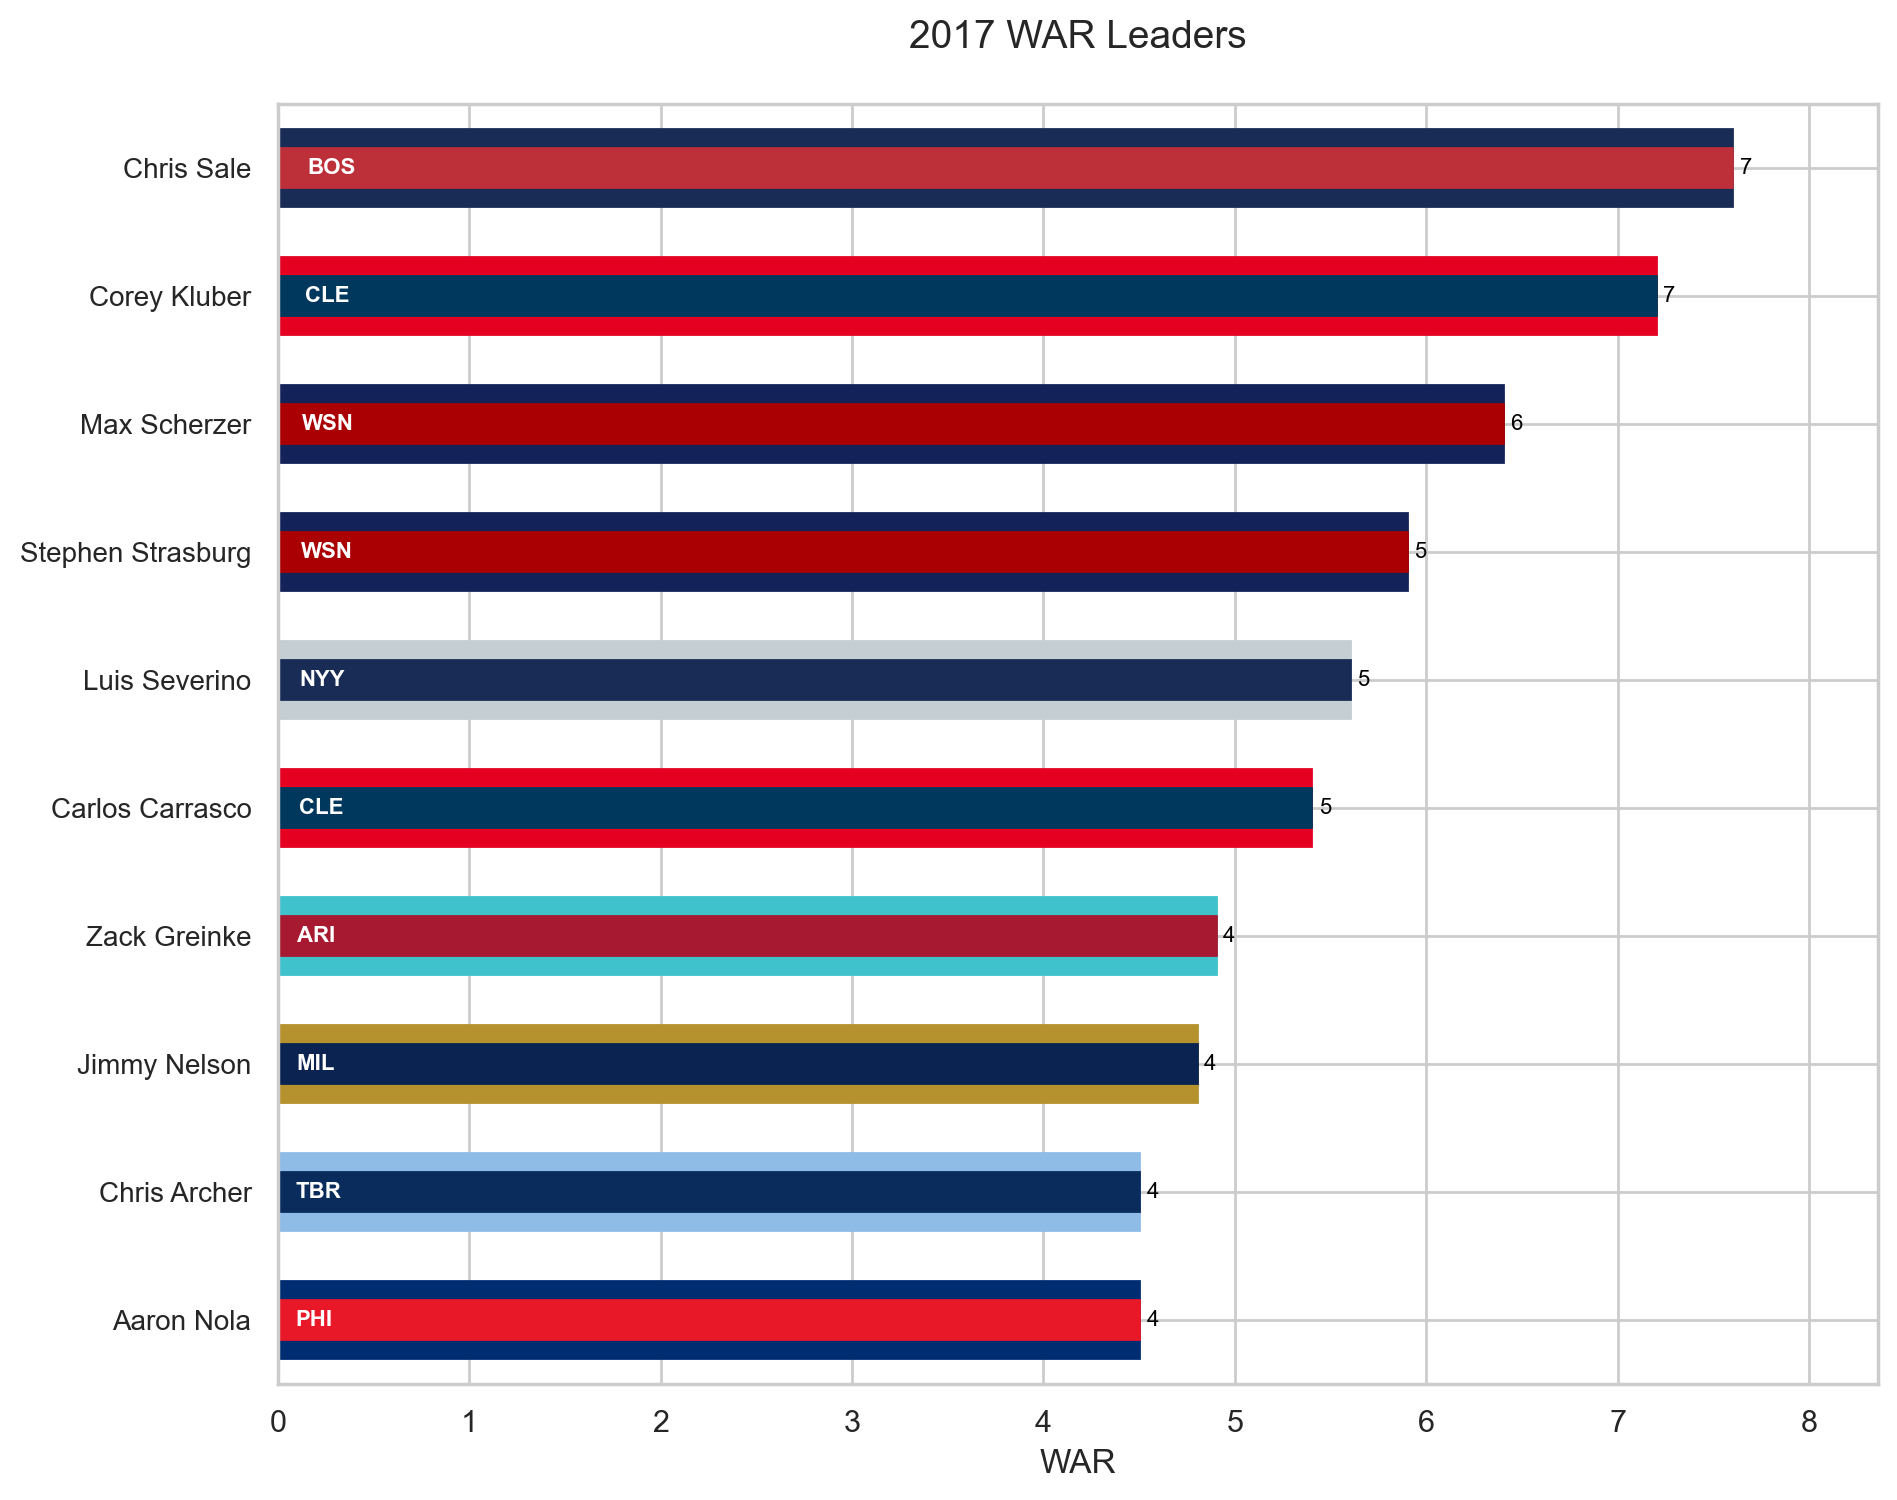 2017 WAR Leaders
Chris Sale BOS 7
Corey Kluber CLE 7
Max Scherzer WSN 6
Stephen Strasburg WSN 5
Luis Severino NYY 5
Carlos Carrasco CLE 5
Zack Greinke ARI 4
Jimmy Nelson MIL 4
Chris Archer TBR 4
Aaron Nola PHI 4
0 1 2 3 4 5 6 7 8
WAR